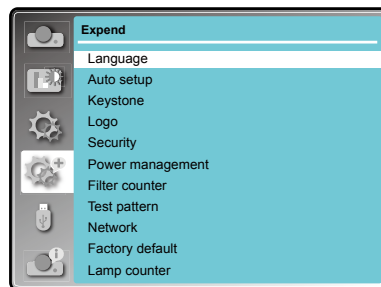 Expend
Language
Auto setup
Keystone
Logo
Security
Power management
Filter counter
Test pattern
Network
Factory default
Lamp counter